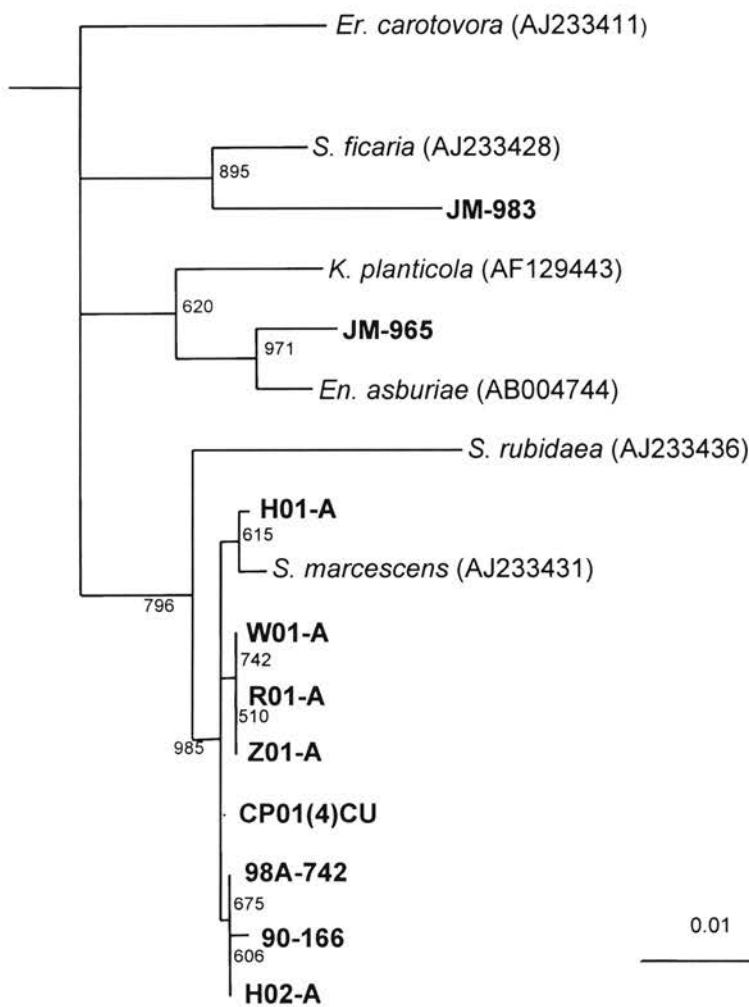 Er. carotovora (AJ233411)
S. ficaria (AJ233428)
895
JM-983
K. planticola (AF129443)
620
JM-965
971
En. asburiae (AB004744)
S. rubidaea (AJ233436)
H01-A
615
S. marcescens (AJ233431)
796
W01-A
742
R01-A
510
985
Z01-A
CP01(4)CU
98A-742
675
0.01
90-166
606
H02-A